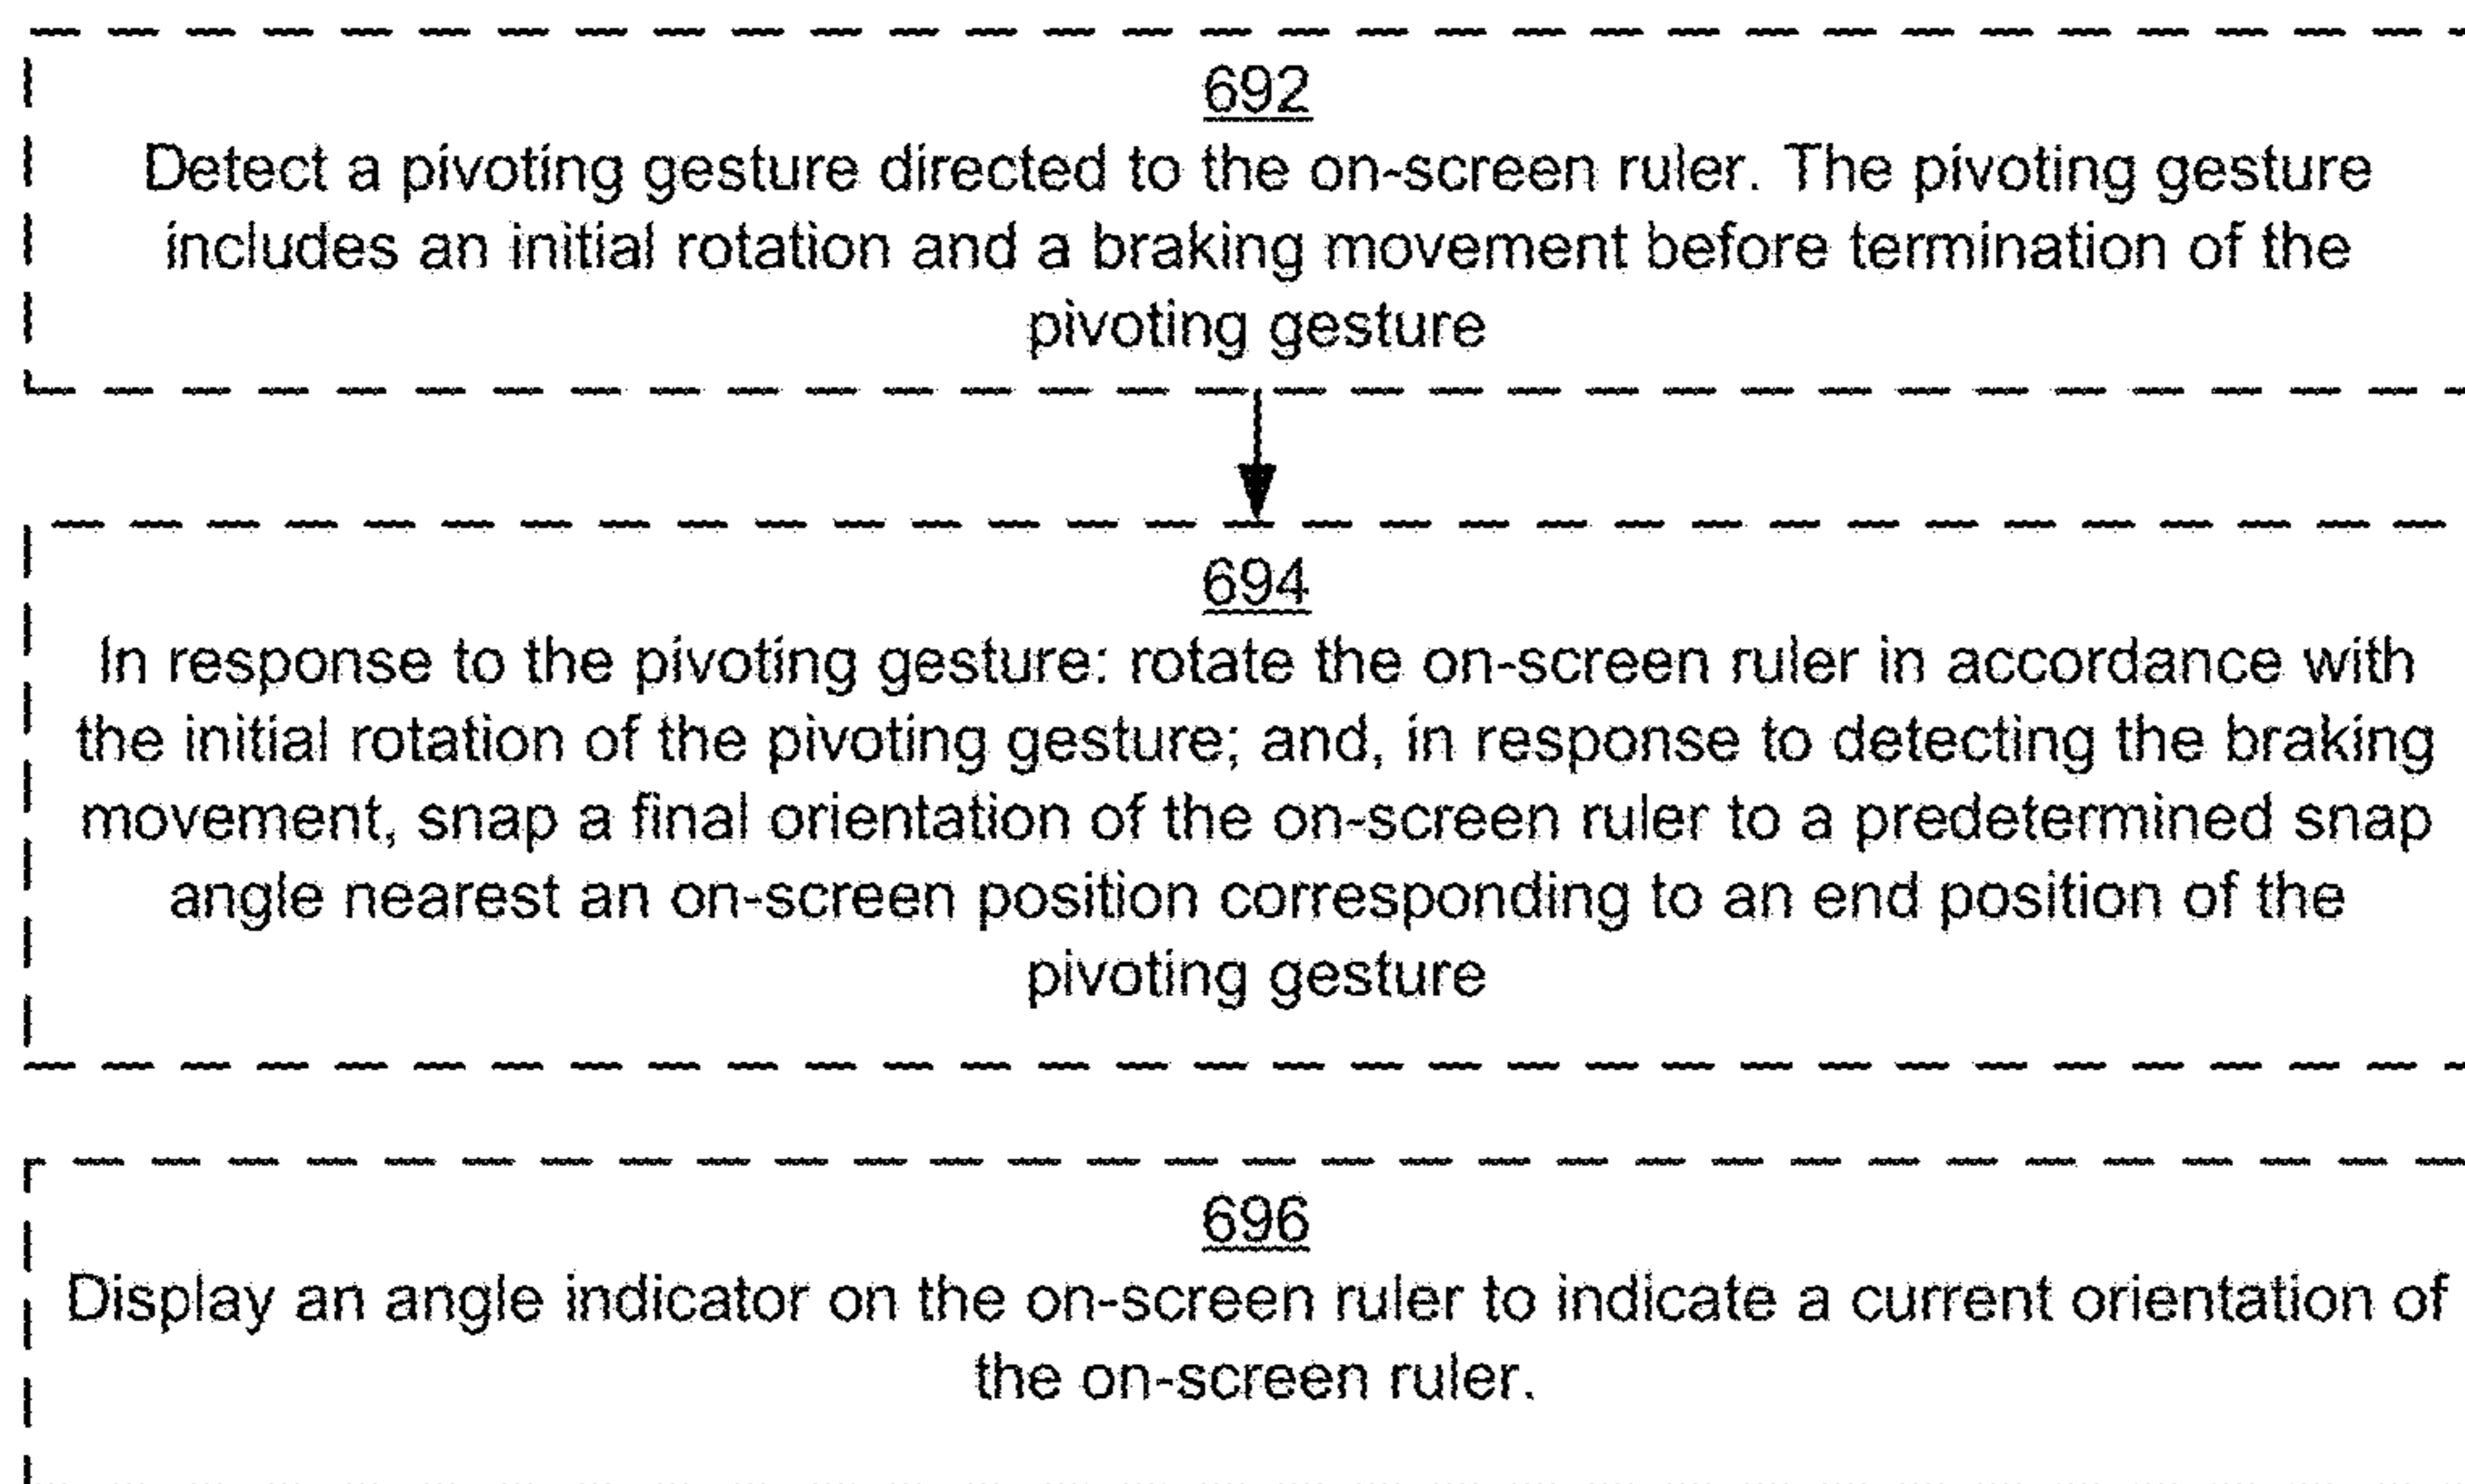 692
Detect a pivoting gesture directed to the on-screen ruler. The pivoting gesture
includes an initial rotation and a braking movement before termination of the
pivoting gesture
694
In response to the pivoting gesture: rotate the on-screen ruler in accordance with
the initial rotation of the pivoting gesture; and, in response to detecting the braking
movement, snap a final orientation of the on-screen ruler to a predetermined snap
angle nearest an on-screen position corresponding to an end position of the
pivoting gesture
696
Display an angle indicator on the on-screen ruler to indicate a current orientation of
the on-screen ruler.